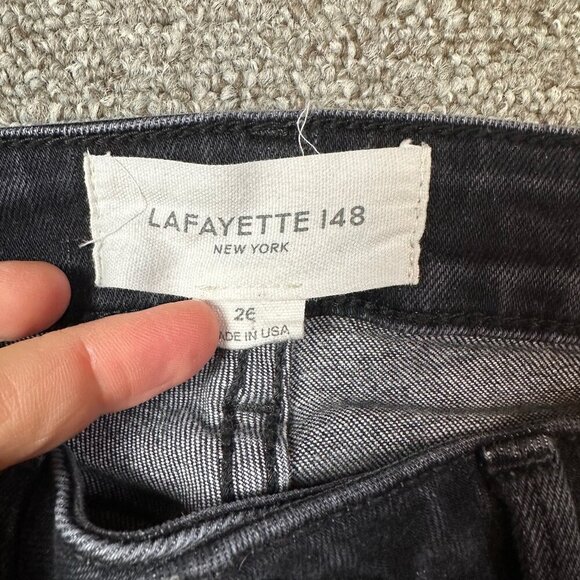 LAFAYETTE 148
NEW YORK
26
ADE IN USA